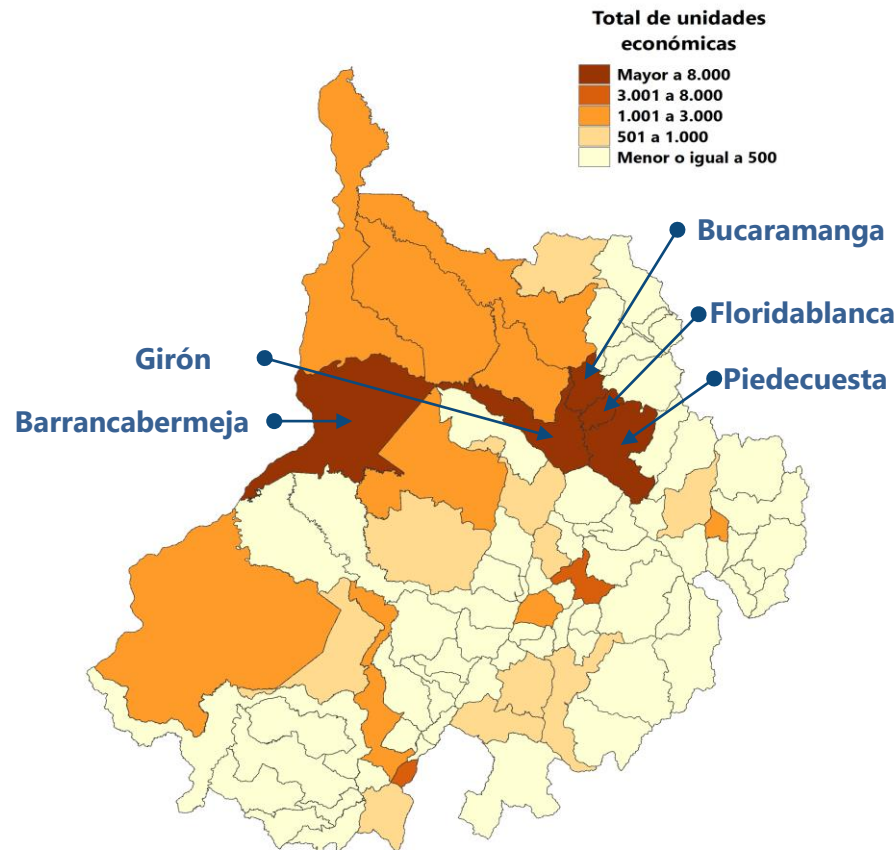 Total de unidades
económicas
Mayor a 8.000
3.001 a 8.000
1.001 a 3.000
501 a 1.000
Menor o igual a 500
Bucaramanga
Floridablanca
Girón
Piedecuesta
Barrancabermeja